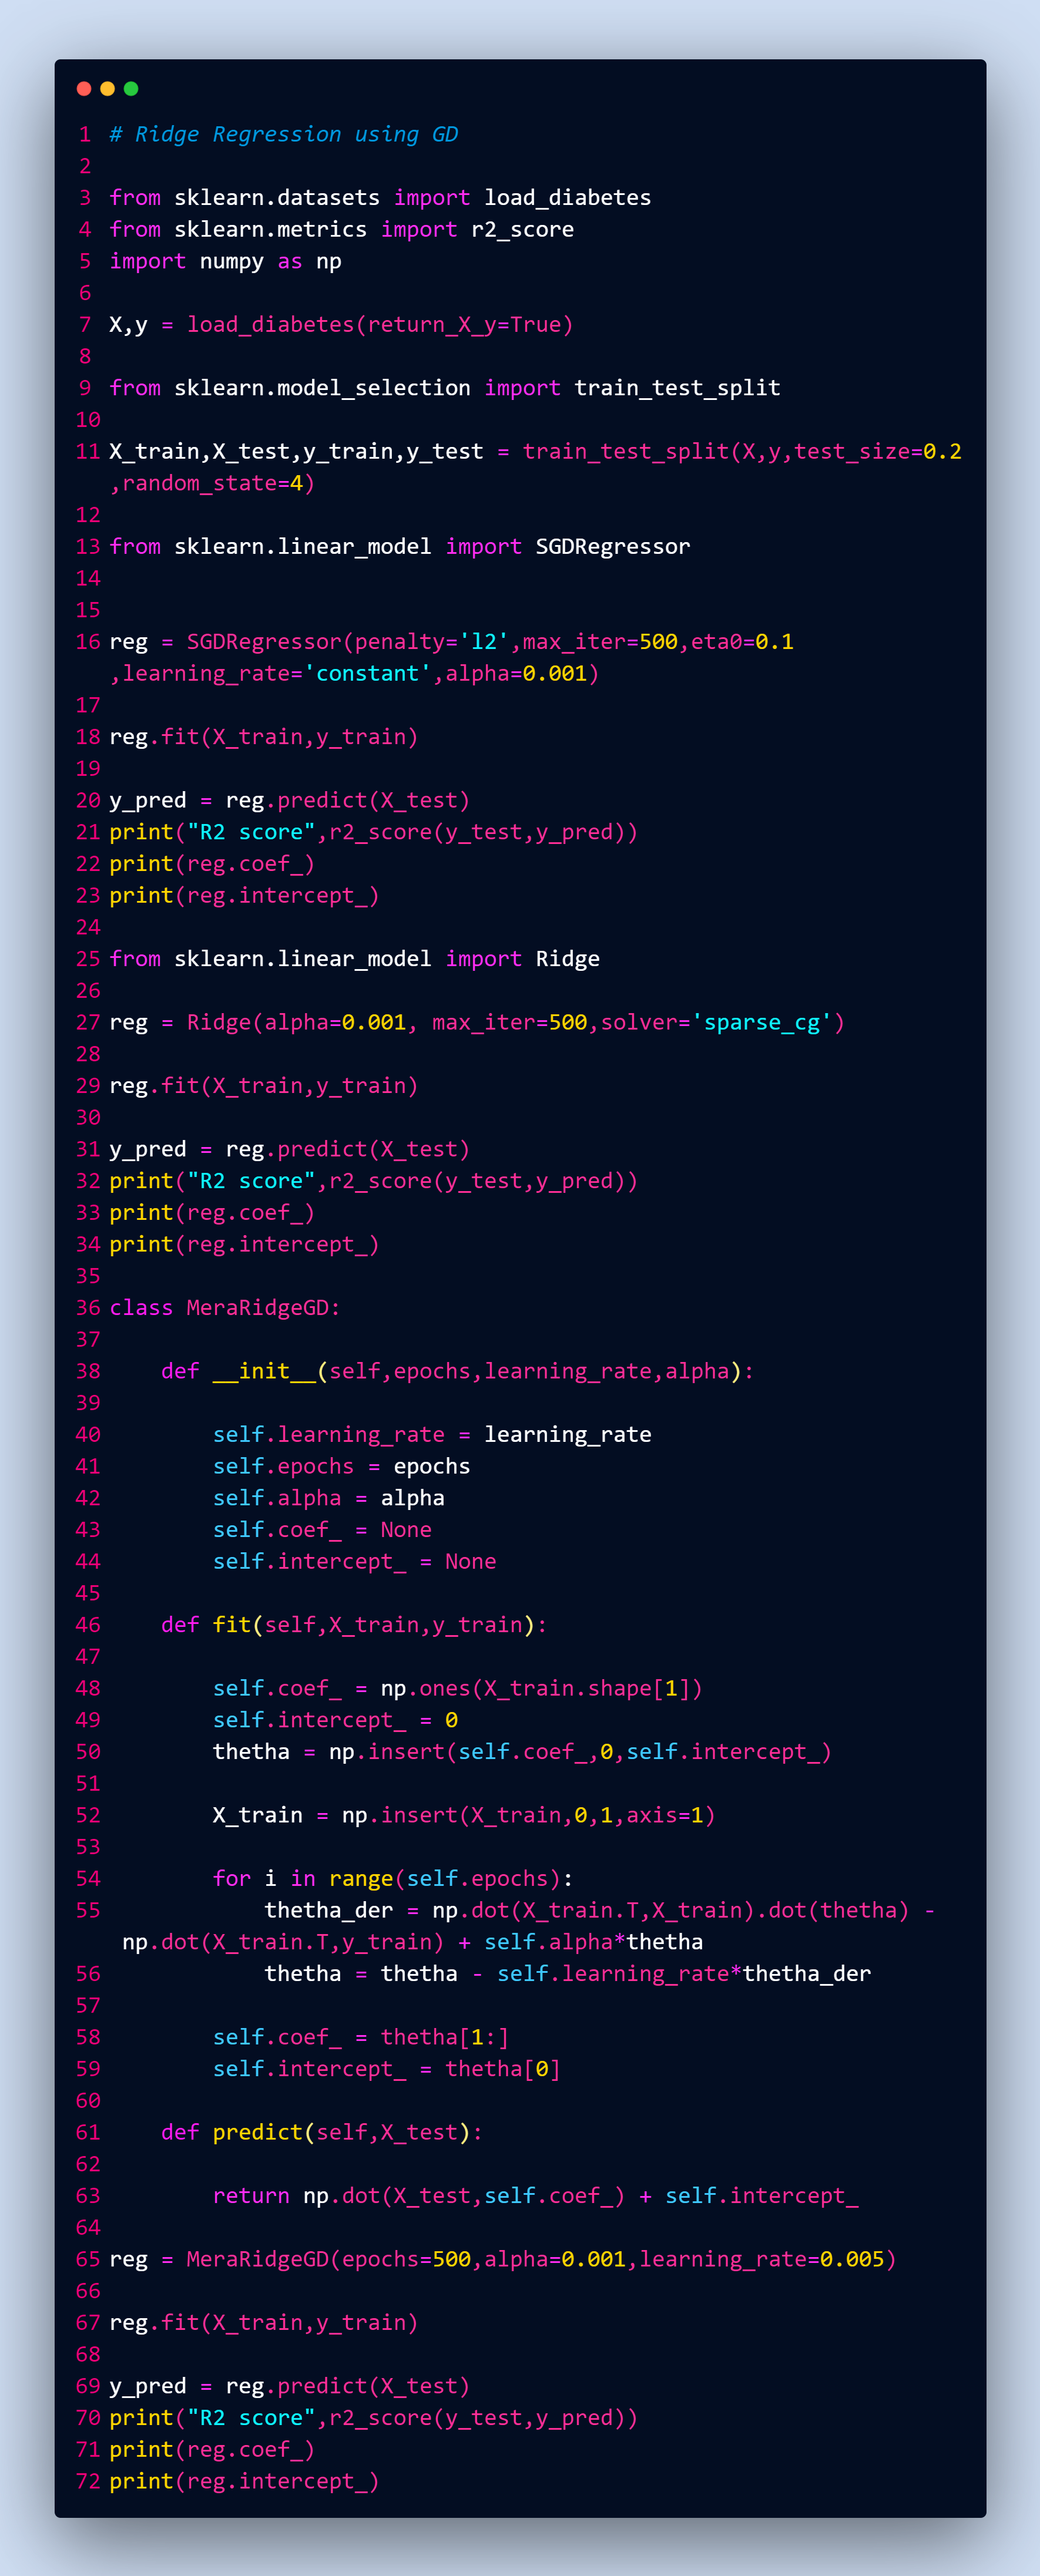 1 # Ridge Regression using GD
2
3 from sklearn.datasets import load_diabetes
4 from sklearn.metrics import r2_score
5 import numpy as np
6
7 X,y = load_diabetes(return_X_y=True)
8
9 from sklearn.model_selection import train_test_split
10
11 X_train,X_test,y_train,y_test = train_test_split(X,y,test_size=0.2
,random_state=4)
12
13 from sklearn.linear_model import SGDRegressor
14
15
16 reg = SGDRegressor(penalty='l2',max_iter=500,eta0=0.1
,learning_rate='constant',alpha=0.001)
17
18 reg.fit(X_train,y_train)
19
20 y_pred = reg.predict(X_test)
21 print("R2 score",r2_score(y_test,y_pred))
22 print(reg.coef_)
23 print(reg.intercept_)
24
25 from sklearn.linear_model import Ridge
26
27 reg = Ridge(alpha=0.001, max_iter=500,solver='sparse_cg')
28
29 reg.fit(X_train,y_train)
30
31 y_pred = reg.predict(X_test)
32 print("R2 score",r2_score(y_test,y_pred))
33 print(reg.coef_)
34 print(reg.intercept_)
35
36 class MeraRidgeGD:
37
38     def __init__(self,epochs,learning_rate,alpha):
39
40         self.learning_rate = learning_rate
41         self.epochs = epochs
42         self.alpha = alpha
43         self.coef_ = None
44         self.intercept_ = None
45
46     def fit(self,X_train,y_train):
47
48         self.coef_ = np.ones(X_train.shape[1])
49         self.intercept_ = 0
50         thetha = np.insert(self.coef_,0,self.intercept_)
51
52         X_train = np.insert(X_train,0,1,axis=1)
53
54         for i in range(self.epochs):
55             thetha_der = np.dot(X_train.T,X_train).dot(thetha) -
np.dot(X_train.T,y_train) + self.alpha*thetha
56             thetha = thetha - self.learning_rate*thetha_der
57
58         self.coef_ = thetha[1:]
59         self.intercept_ = thetha[0]
60
61     def predict(self,X_test):
62
63         return np.dot(X_test,self.coef_) + self.intercept_
64
65 reg = MeraRidgeGD(epochs=500,alpha=0.001,learning_rate=0.005)
66
67 reg.fit(X_train,y_train)
68
69 y_pred = reg.predict(X_test)
70 print("R2 score",r2_score(y_test,y_pred))
71 print(reg.coef_)
72 print(reg.intercept_)